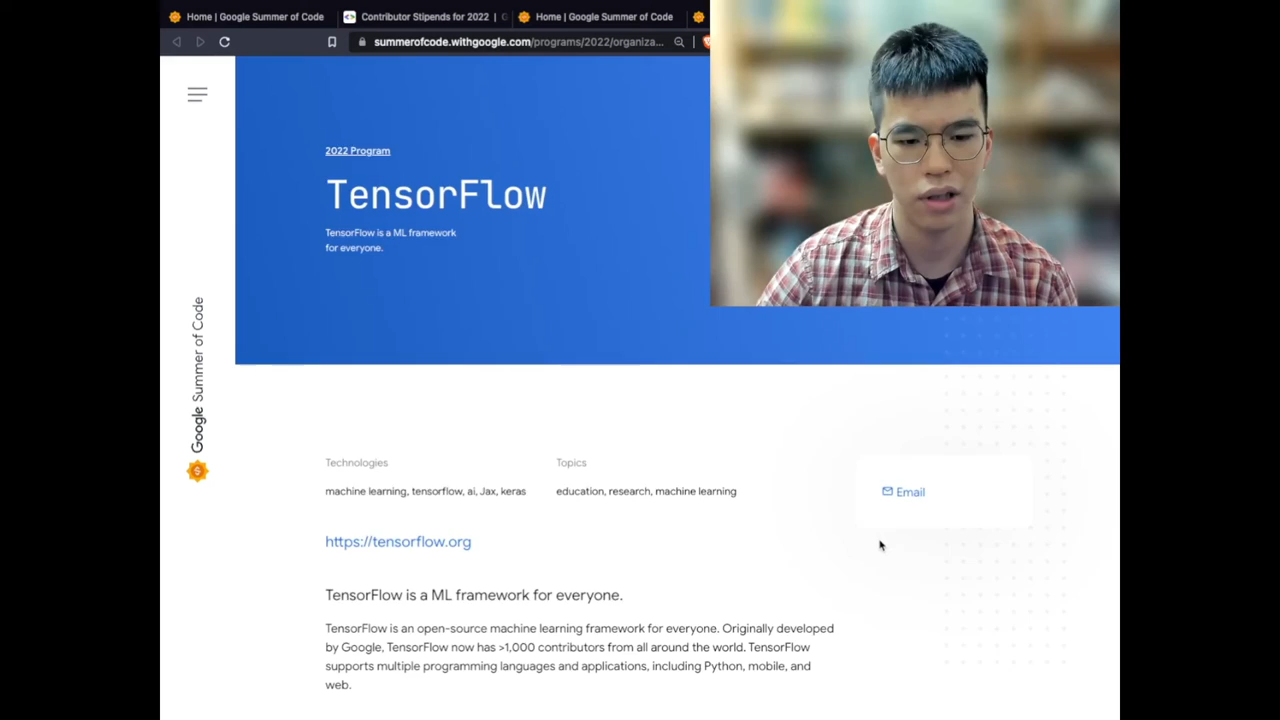 Home | Google Summer of Code
Contributor Stipends for 2022 |
Home | Google Summer of Code
summerofcode.withgoogle.com/programs/2022/organiza...
2022 Program
TensorFlow
TensorFlow is a ML framework
for everyone.
Google Summer of Code
Technologies
machine learning, tensorflow, ai, Jax, keras
Topics
education, research, machine learning
Email
https://tensorflow.org
TensorFlow is a ML framework for everyone.
TensorFlow is an open-source machine learning framework for everyone. Originally developed
by Google, TensorFlow now has >1,000 contributors from all around the world. TensorFlow
supports multiple programming languages and applications, including Python, mobile, and
web.